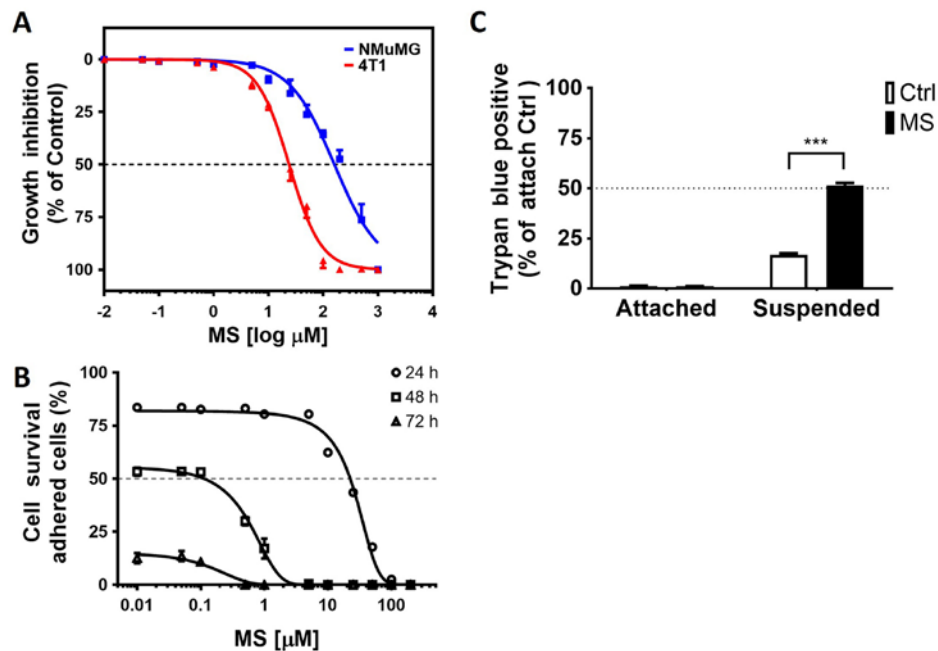 A
Growth inhibition
(% of Control)
0
25
50
75
100
NMuMG
4T1
-2 -1 0 1 2 3 4
MS [log µM]
B
Cell survival
adhered cells (%)
100
75
50
25
0
24 h
48 h
72 h
0.01 0.1 1 10 100
MS [µM]
C
Trypan blue positive
(% of attach Ctrl )
100
75
50
25
0
Ctrl
MS
***
Attached Suspended